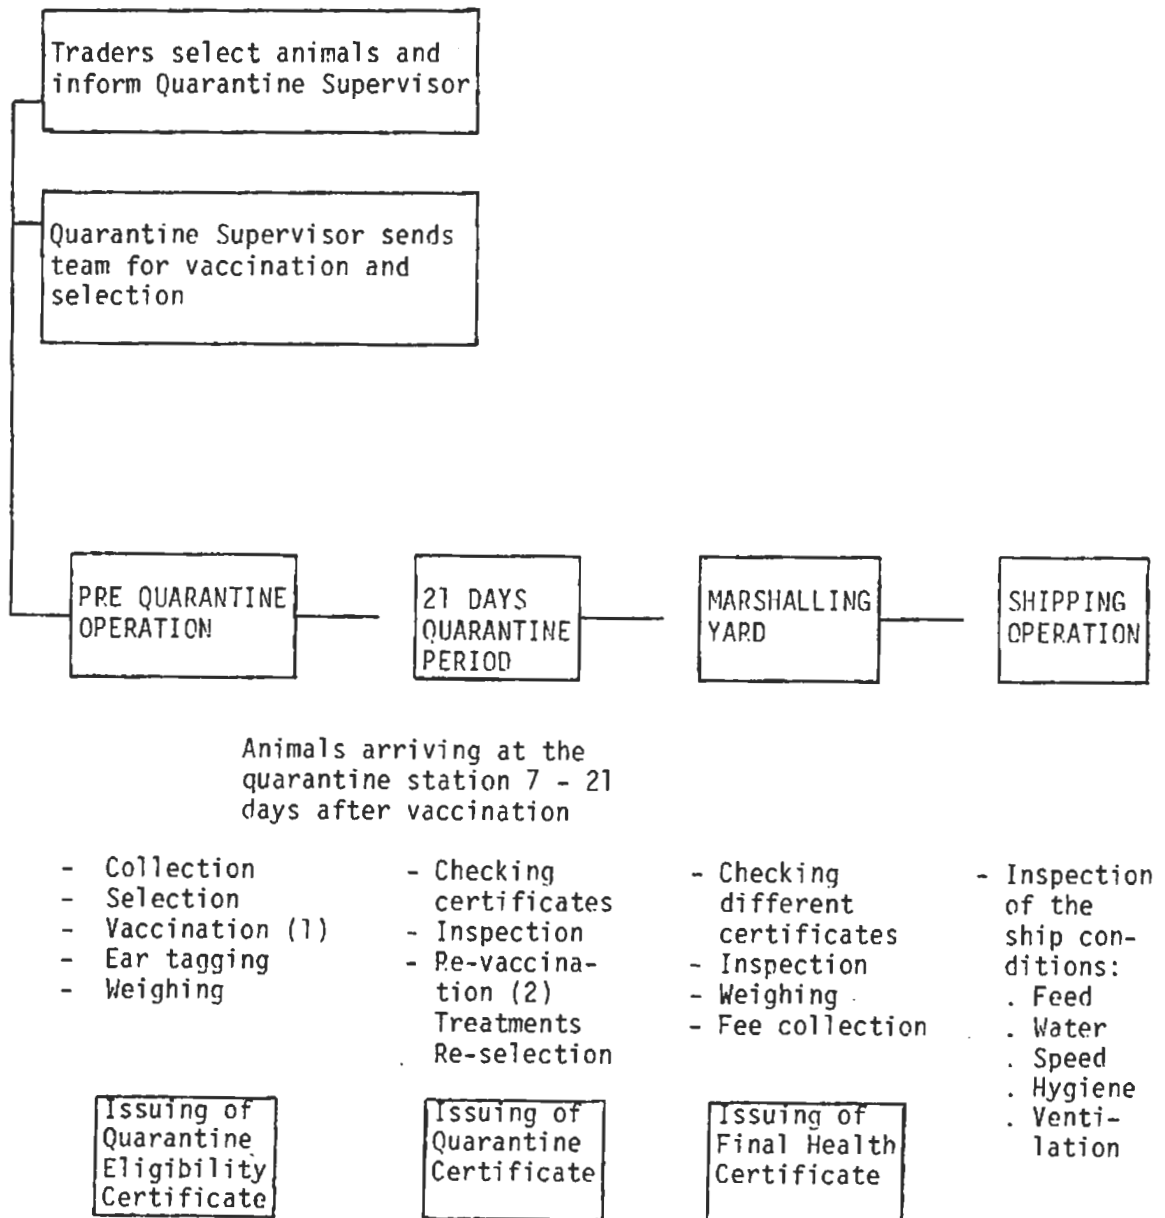 Traders select animals and
inform Quarantine Supervisor
Quarantine Supervisor sends
team for vaccination and
selection
PRE QUARANTINE
OPERATION
21 DAYS
QUARANTINE
PERIOD
MARSHALLING
YARD
SHIPPING
OPERATION
Animals arriving at the
quarantine station 7 - 21
days after vaccination
- Collection
- Selection
- Vaccination (1)
- Ear tagging
- Weighing
- Checking
certificates
- Inspection
- Re-vaccina-
tion (2)
Treatments
Re-selection
- Checking
different
certificates
- Inspection
- Weighing
- Fee collection
- Inspection
of the
ship con-
ditions:
. Feed
. Water
. Speed
. Hygiene
. Venti-
lation
Issuing of
Quarantine
Eligibility
Certificate
Issuing of
Quarantine
Certificate
Issuing of
Final Health
Certificate